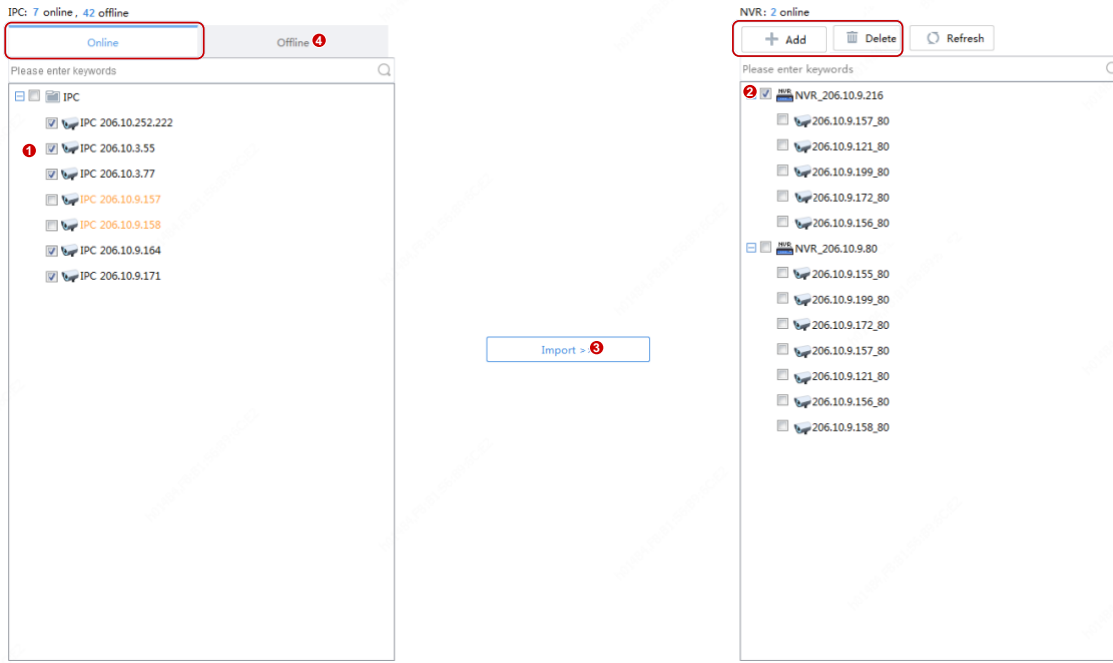 IPC: 7 online , 42 offline
Online
Offline 4
Please enter keywords
IPC
IPC 206.10.252.222
1
IPC 206.10.3.55
IPC 206.10.3.77
IPC 206.10.9.157
IPC 206.10.9.158
IPC 206.10.9.164
IPC 206.10.9.171
Import > 3
NVR: 2 online
Add
Delete
Refresh
Please enter keywords
2
NVR_206.10.9.216
206.10.9.157_80
206.10.9.121_80
206.10.9.199_80
206.10.9.172_80
206.10.9.156_80
NVR_206.10.9.80
206.10.9.155_80
206.10.9.199_80
206.10.9.172_80
206.10.9.157_80
206.10.9.121_80
206.10.9.156_80
206.10.9.158_80